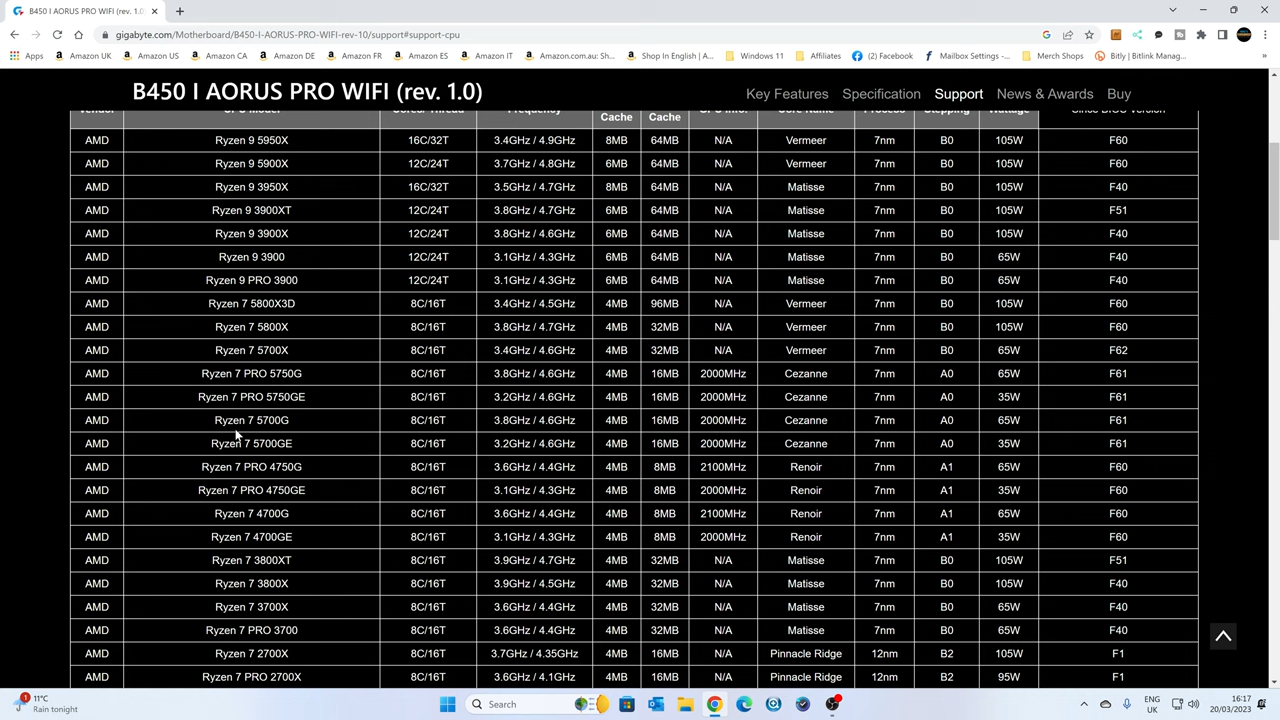 B450 I AORUS PRO WIFI (rev. 1.0)
gigabyte.com/Motherboard/B450-I-AORUS-PRO-WIFI-rev-10/support#support-cpu
Apps Amazon UK Amazon US Amazon CA Amazon DE Amazon FR Amazon ES Amazon IT Amazon.com.au: Sho... Shop In English | A... Windows 11 Affiliates (2) Facebook Mailbox Settings -... Merch Shops Bitly | Bitlink Manag...
B450 I AORUS PRO WIFI (rev. 1.0) Key Features Specification Support News & Awards Buy
Vendor CPU Model Frequency Cache Cache Core Name Process Stepping Wattage Since BIOS Version
AMD Ryzen 9 5950X 16C/32T 3.4GHz / 4.9GHz 8MB 64MB N/A Vermeer 7nm B0 105W F60
AMD Ryzen 9 5900X 12C/24T 3.7GHz / 4.8GHz 6MB 64MB N/A Vermeer 7nm B0 105W F60
AMD Ryzen 9 3950X 16C/32T 3.5GHz / 4.7GHz 8MB 64MB N/A Matisse 7nm B0 105W F40
AMD Ryzen 9 3900XT 12C/24T 3.8GHz / 4.7GHz 6MB 64MB N/A Matisse 7nm B0 105W F51
AMD Ryzen 9 3900X 12C/24T 3.8GHz / 4.6GHz 6MB 64MB N/A Matisse 7nm B0 105W F40
AMD Ryzen 9 3900 12C/24T 3.1GHz / 4.3GHz 6MB 64MB N/A Matisse 7nm B0 65W F40
AMD Ryzen 9 PRO 3900 12C/24T 3.1GHz / 4.3GHz 6MB 64MB N/A Matisse 7nm B0 65W F40
AMD Ryzen 7 5800X3D 8C/16T 3.4GHz / 4.5GHz 4MB 96MB N/A Vermeer 7nm B0 105W F60
AMD Ryzen 7 5800X 8C/16T 3.8GHz / 4.7GHz 4MB 32MB N/A Vermeer 7nm B0 105W F60
AMD Ryzen 7 5700X 8C/16T 3.4GHz / 4.6GHz 4MB 32MB N/A Vermeer 7nm B0 65W F62
AMD Ryzen 7 PRO 5750G 8C/16T 3.8GHz / 4.6GHz 4MB 16MB 2000MHz Cezanne 7nm A0 65W F61
AMD Ryzen 7 PRO 5750GE 8C/16T 3.2GHz / 4.6GHz 4MB 16MB 2000MHz Cezanne 7nm A0 35W F61
AMD Ryzen 7 5700G 8C/16T 3.8GHz / 4.6GHz 4MB 16MB 2000MHz Cezanne 7nm A0 65W F61
AMD Ryzen 7 5700GE 8C/16T 3.2GHz / 4.6GHz 4MB 16MB 2000MHz Cezanne 7nm A0 35W F61
AMD Ryzen 7 PRO 4750G 8C/16T 3.6GHz / 4.4GHz 4MB 8MB 2100MHz Renoir 7nm A1 65W F60
AMD Ryzen 7 PRO 4750GE 8C/16T 3.1GHz / 4.3GHz 4MB 8MB 2000MHz Renoir 7nm A1 35W F60
AMD Ryzen 7 4700G 8C/16T 3.6GHz / 4.4GHz 4MB 8MB 2100MHz Renoir 7nm A1 65W F60
AMD Ryzen 7 4700GE 8C/16T 3.1GHz / 4.3GHz 4MB 8MB 2000MHz Renoir 7nm A1 35W F60
AMD Ryzen 7 3800XT 8C/16T 3.9GHz / 4.7GHz 4MB 32MB N/A Matisse 7nm B0 105W F51
AMD Ryzen 7 3800X 8C/16T 3.9GHz / 4.5GHz 4MB 32MB N/A Matisse 7nm B0 105W F40
AMD Ryzen 7 3700X 8C/16T 3.6GHz / 4.4GHz 4MB 32MB N/A Matisse 7nm B0 65W F40
AMD Ryzen 7 PRO 3700 8C/16T 3.6GHz / 4.4GHz 4MB 32MB N/A Matisse 7nm B0 65W F40
AMD Ryzen 7 2700X 8C/16T 3.7GHz / 4.35GHz 4MB 16MB N/A Pinnacle Ridge 12nm B2 105W F1
AMD Ryzen 7 PRO 2700X 8C/16T 3.6GHz / 4.1GHz 4MB 16MB N/A Pinnacle Ridge 12nm B2 95W F1
1 11°C
Rain tonight
Search
ENG
UK
16:17
20/03/2023